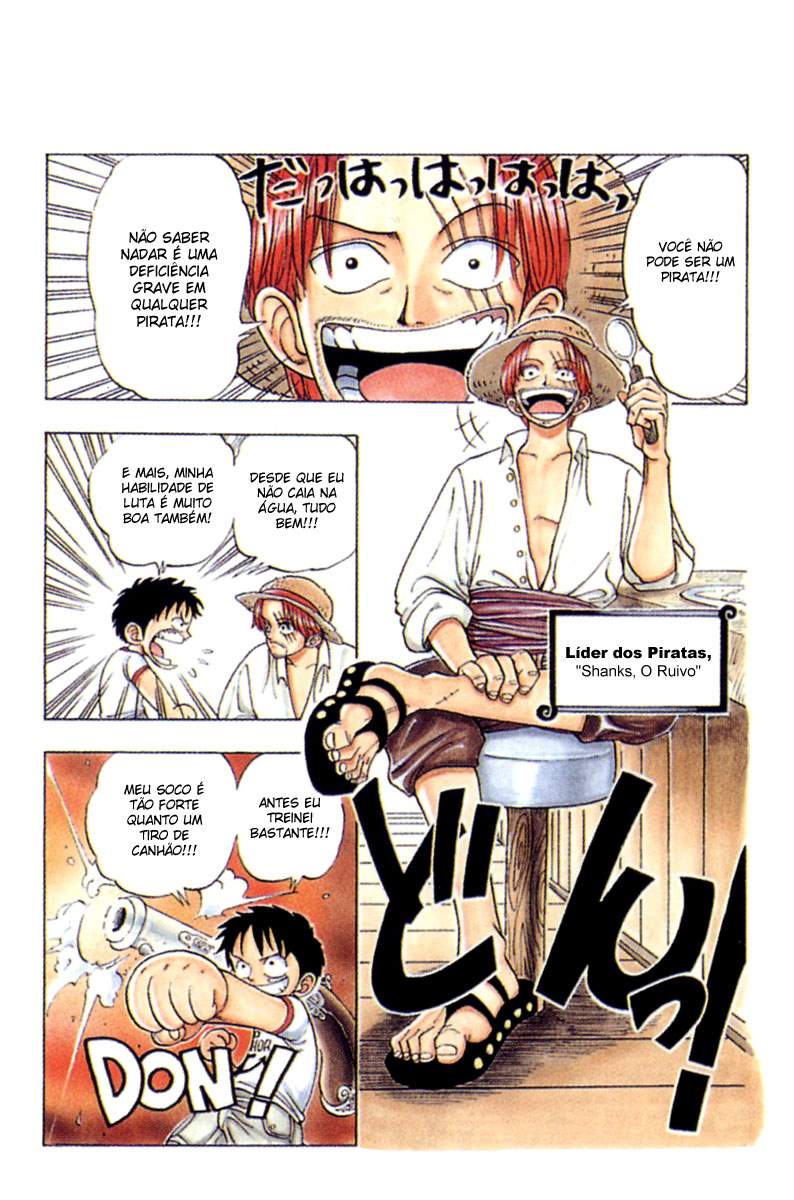 だっはっはっはっはっ
VOCÊ NÃO
PODE SER UM
PIRATA!!!
NÃO SABER
NADAR É UMA
DEFICIÊNCIA
GRAVE EM
QUALQUER
PIRATA!!!
Líder dos Piratas,
"Shanks, O Ruivo"
どんっ!
DESDE QUE EU
NÃO CAIA NA
ÁGUA, TUDO
BEM!!!
E MAIS, MINHA
HABILIDADE DE
LUTA É MUITO
BOA TAMBÉM!
ANTES EU
TREINEI
BASTANTE!!!
MEU SOCO É
TÃO FORTE
QUANTO UM
TIRO DE
CANHÃO!!!
DON!